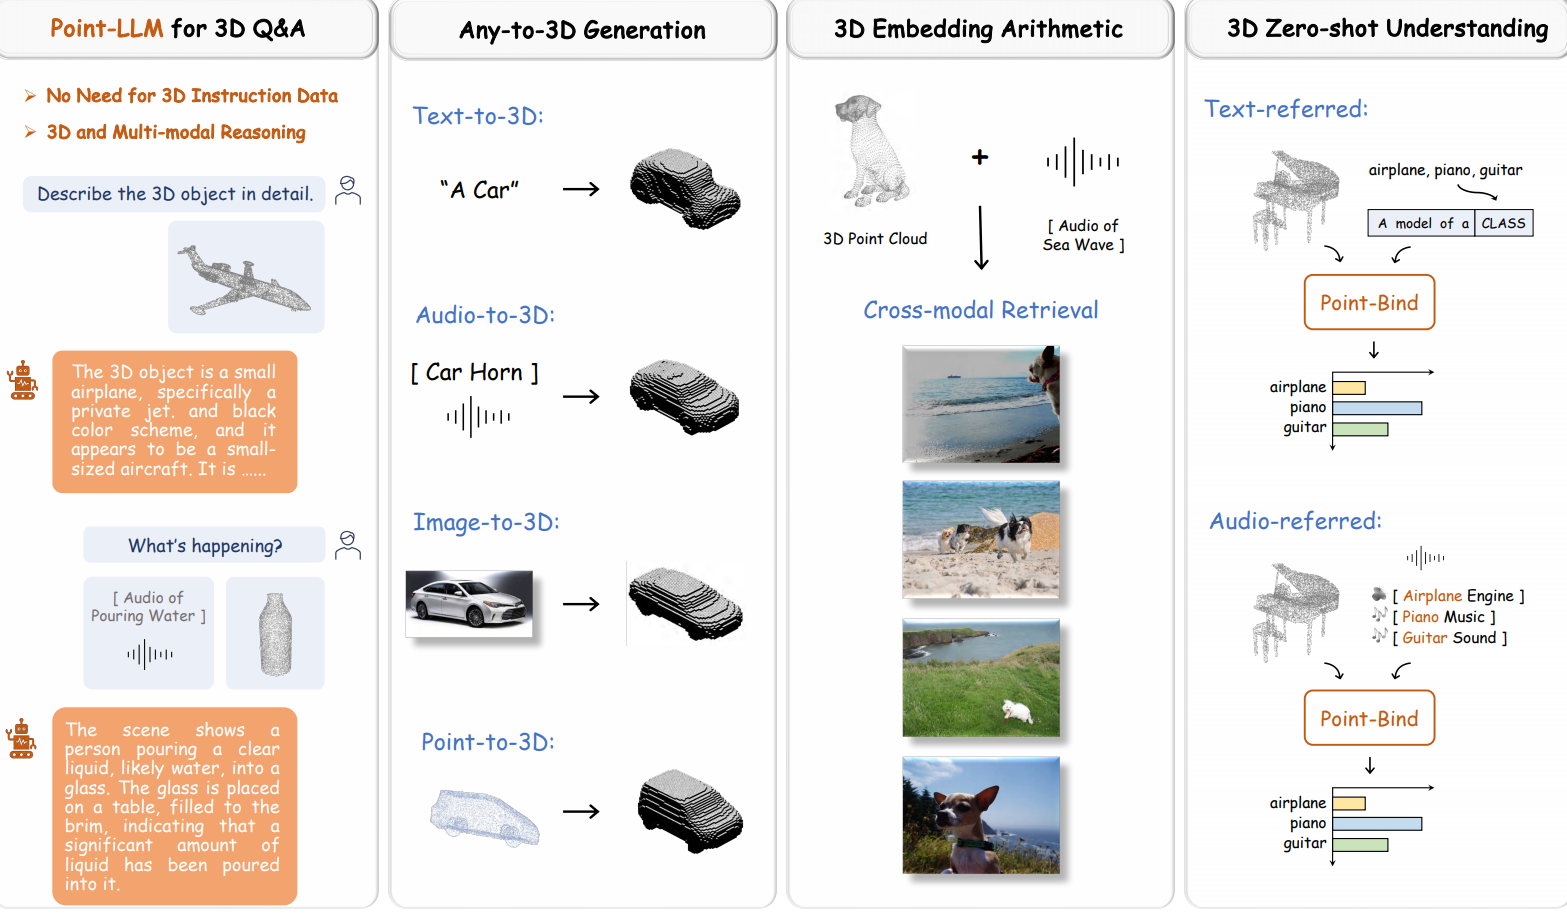 Point-LLM for 3D Q&A
No Need for 3D Instruction Data
3D and Multi-modal Reasoning
Describe the 3D object in detail.
The 3D object is a small
airplane, specifically a
private jet. and black
color scheme, and it
appears to be a small-
sized aircraft. It is ......
What's happening?
[ Audio of
Pouring Water ]
The scene shows a
person pouring a clear
liquid, likely water, into a
glass. The glass is placed
on a table, filled to the
brim, indicating that a
significant amount of
liquid has been poured
into it.
Any-to-3D Generation
Text-to-3D:
“A Car”
Audio-to-3D:
[ Car Horn ]
Image-to-3D:
Point-to-3D:
3D Embedding Arithmetic
+
3D Point Cloud
[ Audio of
Sea Wave ]
Cross-modal Retrieval
3D Zero-shot Understanding
Text-referred:
airplane, piano, guitar
A model of a CLASS
Point-Bind
airplane
piano
guitar
Audio-referred:
[ Airplane Engine ]
[ Piano Music ]
[ Guitar Sound ]
Point-Bind
airplane
piano
guitar